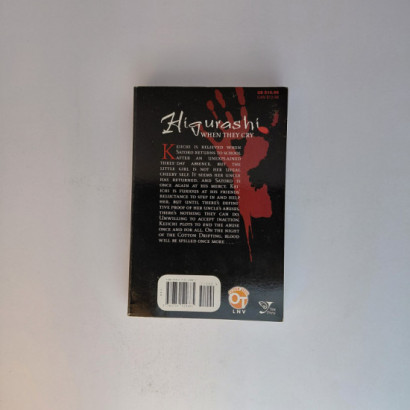 Higurashi
WHEN THEY CRY
KEIICHI IS RELIEVED WHEN
SATOKO RETURNS TO SCHOOL
AFTER AN UNEXPLAINED
THREE-DAY ABSENCE, BUT THE
LITTLE GIRL IS NOT HER USUAL
CHEERY SELF. IT SEEMS HER UNCLE
HAS RETURNED, AND SATOKO IS
ONCE AGAIN AT HIS MERCY. KEI-
ICHI IS FURIOUS AT HIS FRIENDS'
RELUCTANCE TO STEP IN AND HELP
HER, BUT UNTIL THERE'S DEFINI-
TIVE PROOF OF HER UNCLE'S ABUSE,
THERE'S NOTHING THEY CAN DO.
UNWILLING TO ACCEPT INACTION,
KEIICHI PLOTS TO END THE ABUSE
ONCE AND FOR ALL. ON THE NIGHT
OF THE COTTON DRIFTING, BLOOD
WILL BE SPILLED ONCE MORE . . .
OT
LNV
Yen
Press